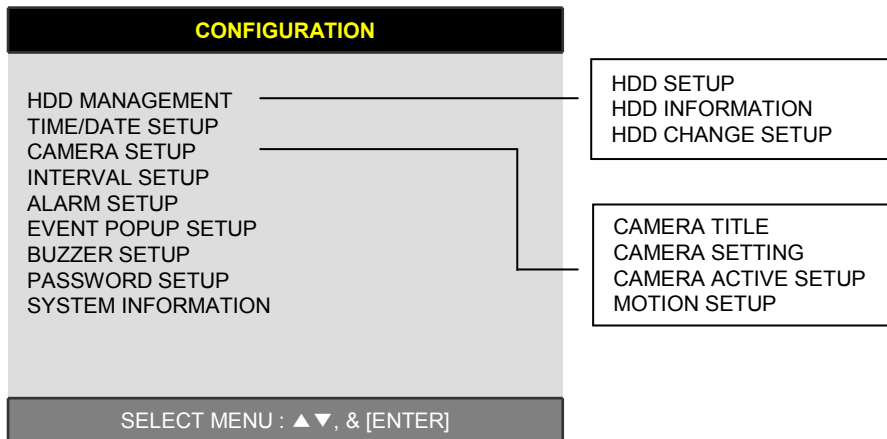 CONFIGURATION
HDD MANAGEMENT
TIME/DATE SETUP
CAMERA SETUP
INTERVAL SETUP
ALARM SETUP
EVENT POPUP SETUP
BUZZER SETUP
PASSWORD SETUP
SYSTEM INFORMATION
SELECT MENU : ▲▼, & [ENTER]
HDD SETUP
HDD INFORMATION
HDD CHANGE SETUP
CAMERA TITLE
CAMERA SETTING
CAMERA ACTIVE SETUP
MOTION SETUP